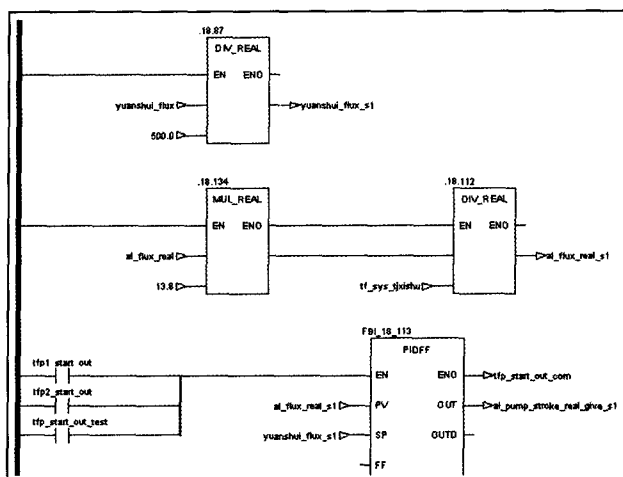 .18.87
DIV_REAL
EN ENO
yuanshui_flux yuanshui_flux_s1
500.0
.18.134 .18.112
MUL_REAL DIV_REAL
EN ENO EN ENO
al_flux_real al_flux_real_s1
13.8 tf_sys_tjxishu
FBI_18_113
PIDFF
tfp1_start_out
EN ENO tfp_start_out_com
tfp2_start_out
al_flux_real_s1 PV OUT al_pump_stroke_real_give_s1
tfp_start_out_test
yuanshui_flux_s1 SP OUTD
FF